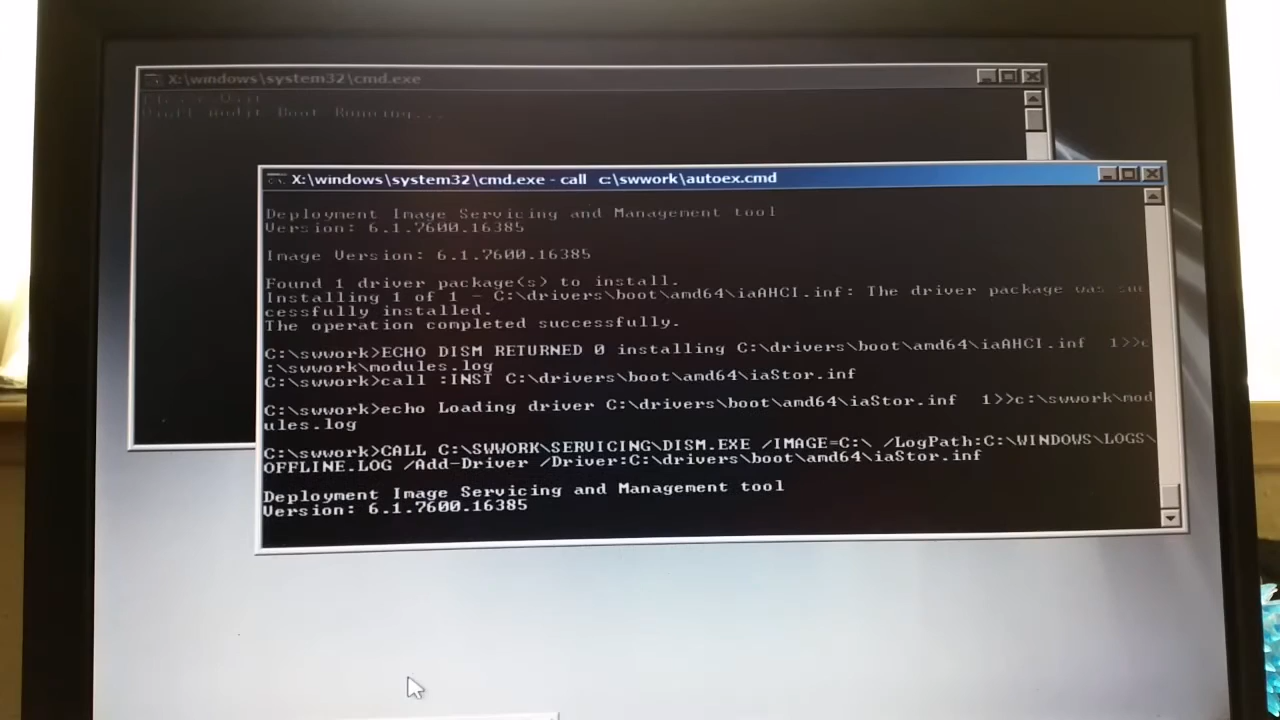 X:\windows\system32\cmd.exe
X:\windows\system32\cmd.exe - call c:\swwork\autoex.cmd
Deployment Image Servicing and Management tool
Version: 6.1.7600.16385
Image Version: 6.1.7600.16385
Found 1 driver package(s) to install.
Installing 1 of 1 - C:\drivers\boot\amd64\iaAHCI.inf: The driver package was suc
cessfully installed.
The operation completed successfully.
C:\swwork>ECHO DISM RETURNED 0 installing C:\drivers\boot\amd64\iaAHCI.inf 1>>c
:\swwork\modules.log
C:\swwork>call :INST C:\drivers\boot\amd64\iaStor.inf
C:\swwork>echo Loading driver C:\drivers\boot\amd64\iaStor.inf 1>>c:\swwork\mod
ules.log
C:\swwork>CALL C:\SWWORK\SERVICING\DISM.EXE /IMAGE=C:\ /LogPath:C:\WINDOWS\LOGS\
OFFLINE.LOG /Add-Driver /Driver:C:\drivers\boot\amd64\iaStor.inf
Deployment Image Servicing and Management tool
Version: 6.1.7600.16385